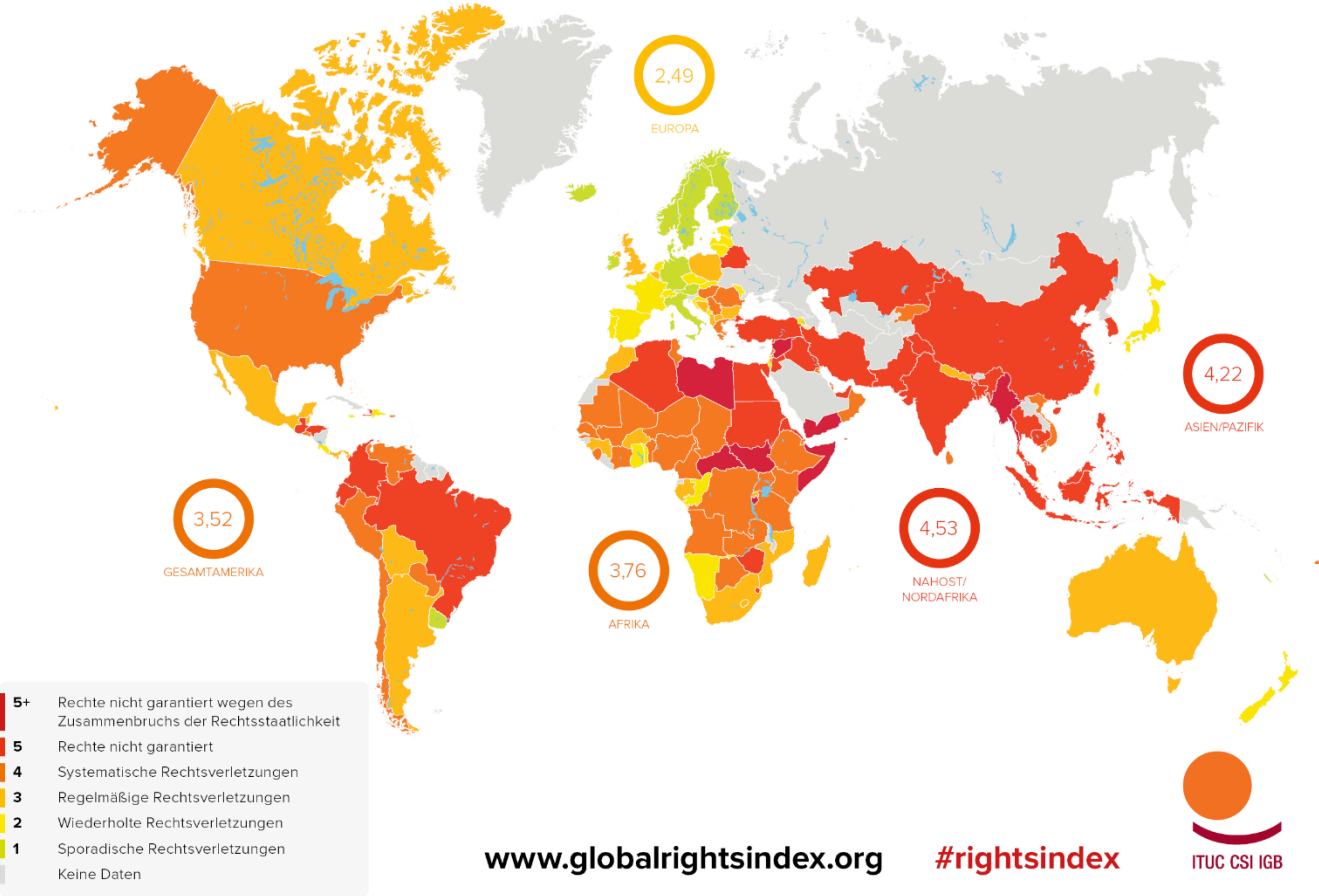 2,49
EUROPA
4,22
ASIEN/PAZIFIK
3,52
GESAMTAMERIKA
4,53
NAHOST/
NORDAFRIKA
3,76
AFRIKA
5+ Rechte nicht garantiert wegen des
Zusammenbruchs der Rechtsstaatlichkeit
5 Rechte nicht garantiert
4 Systematische Rechtsverletzungen
3 Regelmäßige Rechtsverletzungen
2 Wiederholte Rechtsverletzungen
1 Sporadische Rechtsverletzungen
Keine Daten
www.globalrightsindex.org #rightsindex
ITUC CSI IGB